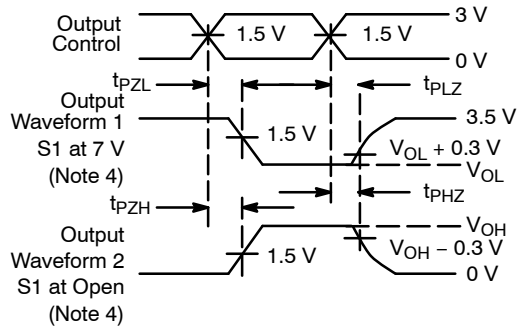 Output
Control
1.5 V
1.5 V
3 V
0 V
tPZL
tPLZ
Output
Waveform 1
S1 at 7 V
(Note 4)
1.5 V
3.5 V
VOL + 0.3 V
VOL
tPZH
tPHZ
Output
Waveform 2
S1 at Open
(Note 4)
1.5 V
VOH
VOH – 0.3 V
0 V